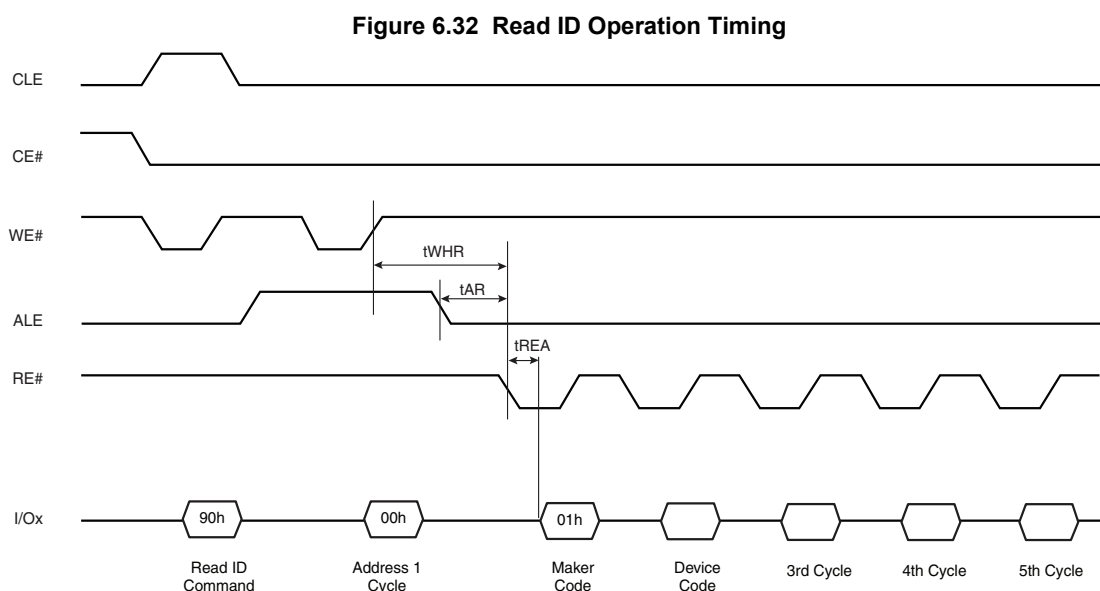 Figure 6.32 Read ID Operation Timing
CLE
CE#
WE#
tWHR
tAR
ALE
tREA
RE#
I/Ox
90h
00h
01h
Read ID
Command
Address 1
Cycle
Maker
Code
Device
Code
3rd Cycle
4th Cycle
5th Cycle